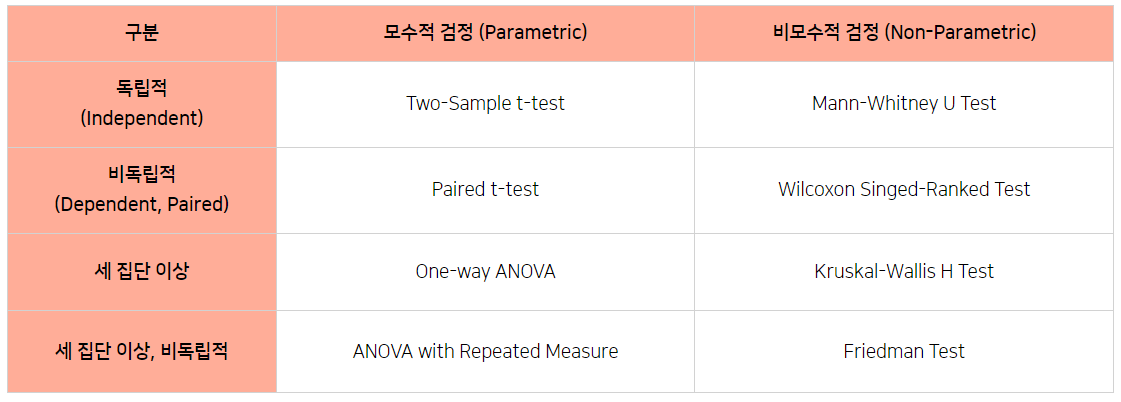 구분
모수적 검정 (Parametric)
비모수적 검정 (Non-Parametric)
독립적
(Independent)
Two-Sample t-test
Mann-Whitney U Test
비독립적
(Dependent, Paired)
Paired t-test
Wilcoxon Singed-Ranked Test
세 집단 이상
One-way ANOVA
Kruskal-Wallis H Test
세 집단 이상, 비독립적
ANOVA with Repeated Measure
Friedman Test